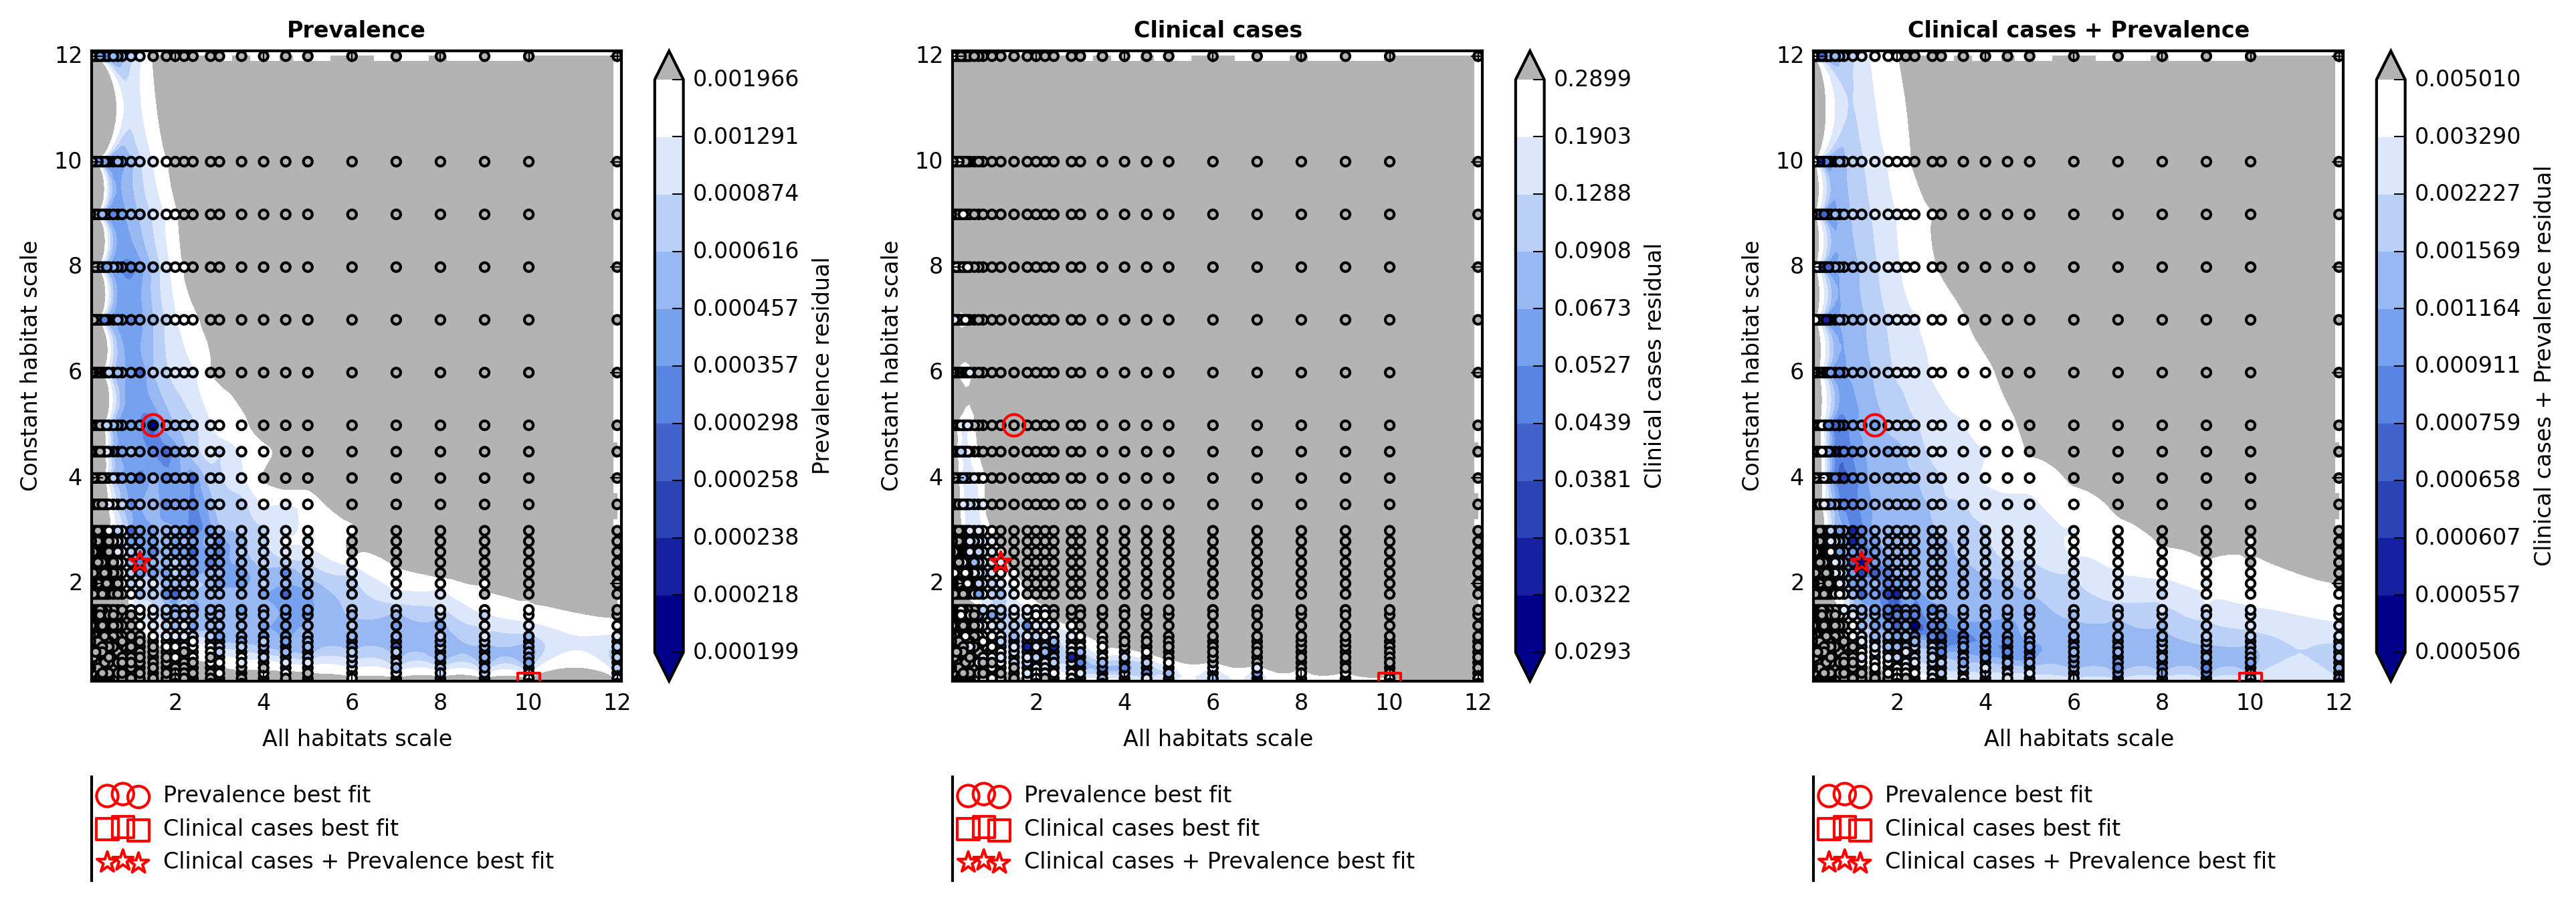 Prevalence
12
10
8
6
4
2
2 4 6 8 10 12
Constant habitat scale
All habitats scale
0.001966
0.001291
0.000874
0.000616
0.000457
0.000357
0.000298
0.000258
0.000238
0.000218
0.000199
Prevalence residual
Prevalence best fit
Clinical cases best fit
Clinical cases + Prevalence best fit
Clinical cases
12
10
8
6
4
2
2 4 6 8 10 12
Constant habitat scale
All habitats scale
0.2899
0.1903
0.1288
0.0908
0.0673
0.0527
0.0439
0.0381
0.0351
0.0322
0.0293
Clinical cases residual
Prevalence best fit
Clinical cases best fit
Clinical cases + Prevalence best fit
Clinical cases + Prevalence
12
10
8
6
4
2
2 4 6 8 10 12
Constant habitat scale
All habitats scale
0.005010
0.003290
0.002227
0.001569
0.001164
0.000911
0.000759
0.000658
0.000607
0.000557
0.000506
Clinical cases + Prevalence residual
Prevalence best fit
Clinical cases best fit
Clinical cases + Prevalence best fit